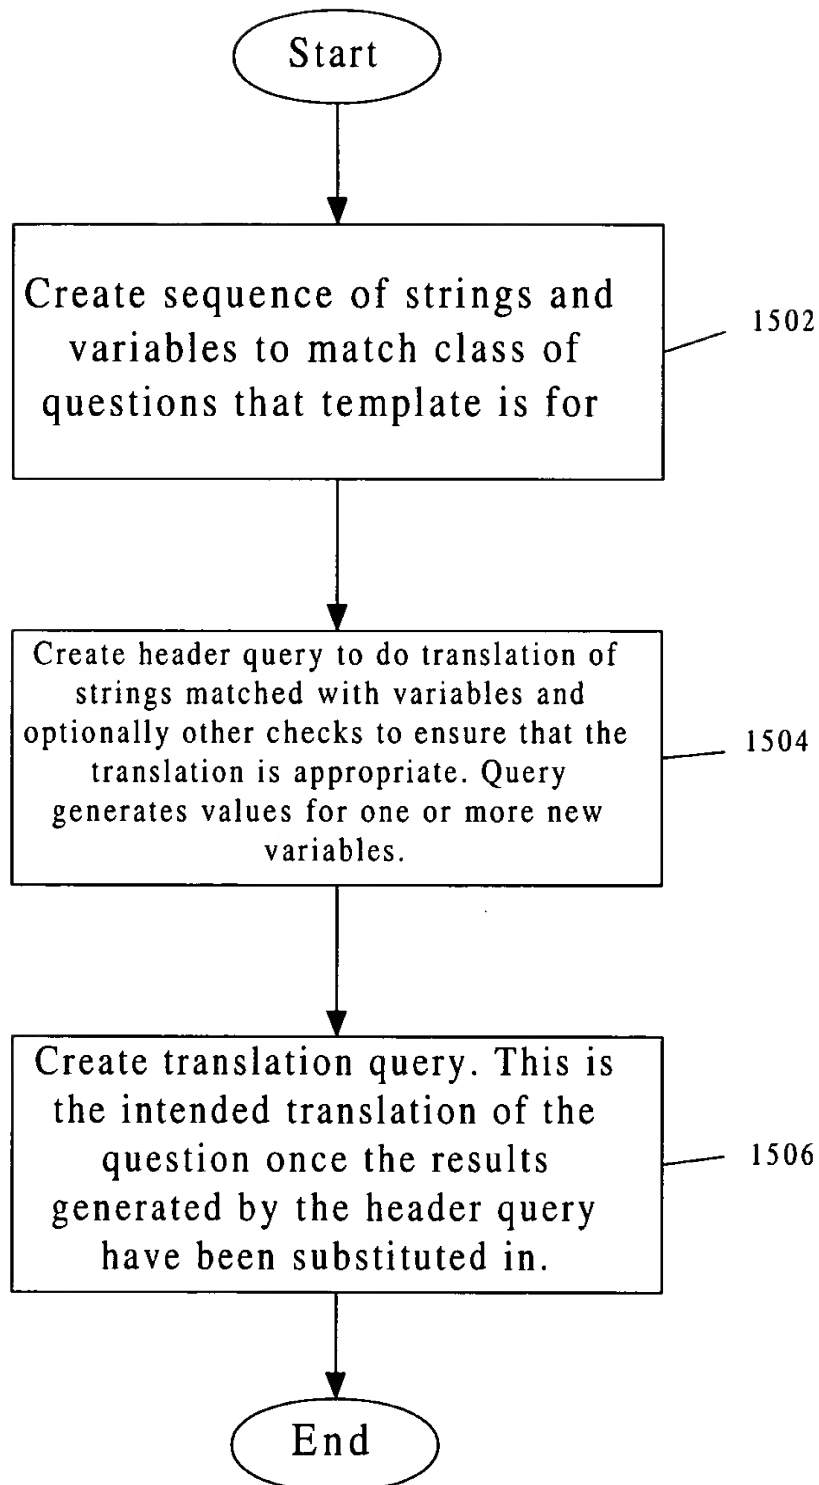 Start
Create sequence of strings and
variables to match class of
questions that template is for
1502
Create header query to do translation of
strings matched with variables and
optionally other checks to ensure that the
translation is appropriate. Query
generates values for one or more new
variables.
1504
Create translation query. This is
the intended translation of the
question once the results
generated by the header query
have been substituted in.
1506
End